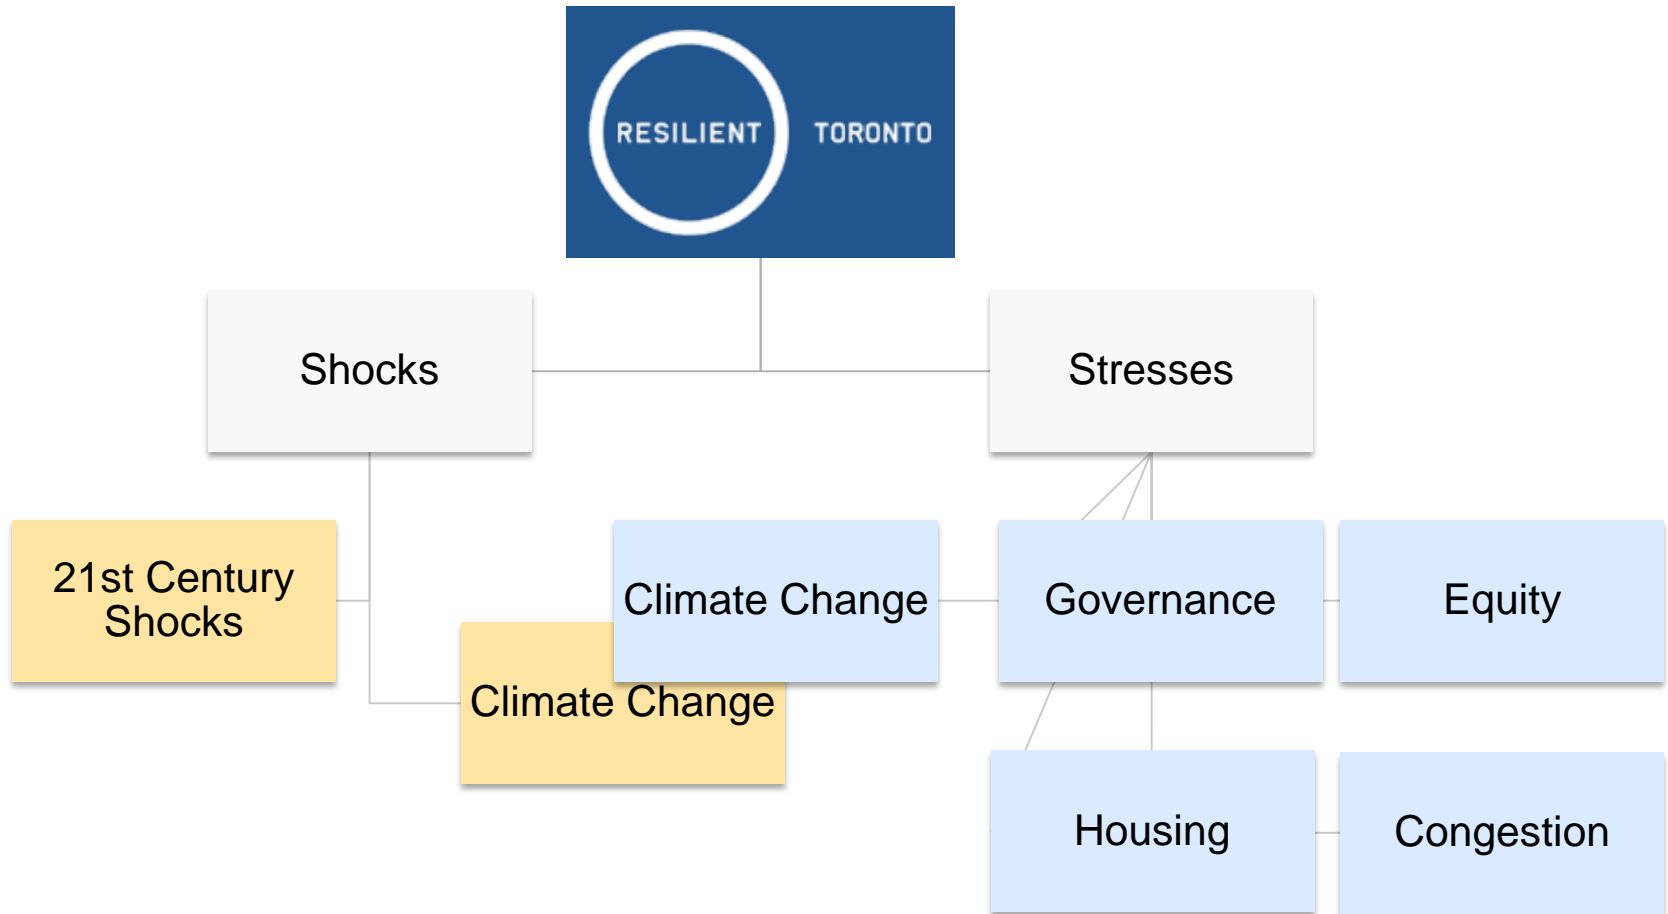 RESILIENT TORONTO
Shocks
Stresses
21st Century
Shocks
Climate Change
Climate Change
Governance
Equity
Housing
Congestion